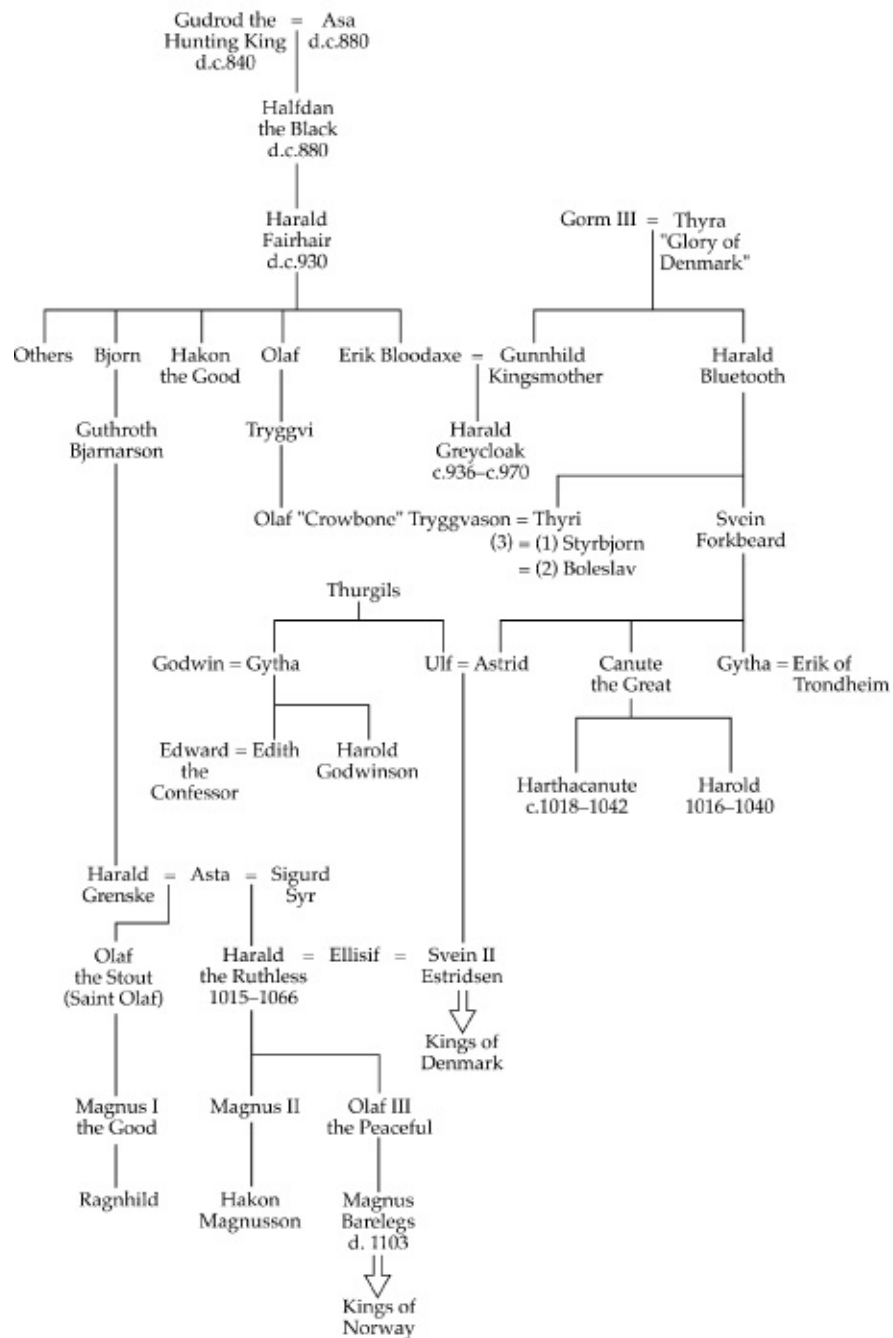 Gudrod the = Asa
Hunting King d.c.880
d.c.840
Halfdan
the Black
d.c.880
Harald
Fairhair
d.c.930
Gorm III = Thyra
"Glory of
Denmark"
Others Bjorn Hakon Olaf Erik Bloodaxe = Gunnhild Harald
the Good Kingsmother Bluetooth
Guthroth Tryggvi Harald
Bjarnarson Greycloak
c.936–c.970
Olaf "Crowbone" Tryggvason = Thyri Svein
(3) = (1) Styrbjorn Forkbeard
= (2) Boleslav
Thurgils
Godwin = Gytha Ulf = Astrid Canute Gytha = Erik of
the Great Trondheim
Edward = Edith Harold
the Godwinson
Confessor
Harthacanute Harold
c.1018–1042 1016–1040
Harald = Asta = Sigurd
Grenske Syr
Olaf Harald = Ellisif = Svein II
the Stout the Ruthless Estridsen
(Saint Olaf) 1015–1066
Kings of
Denmark
Magnus I Magnus II Olaf III
the Good the Peaceful
Ragnhild Hakon Magnus
Magnusson Barelegs
d. 1103
Kings of
Norway